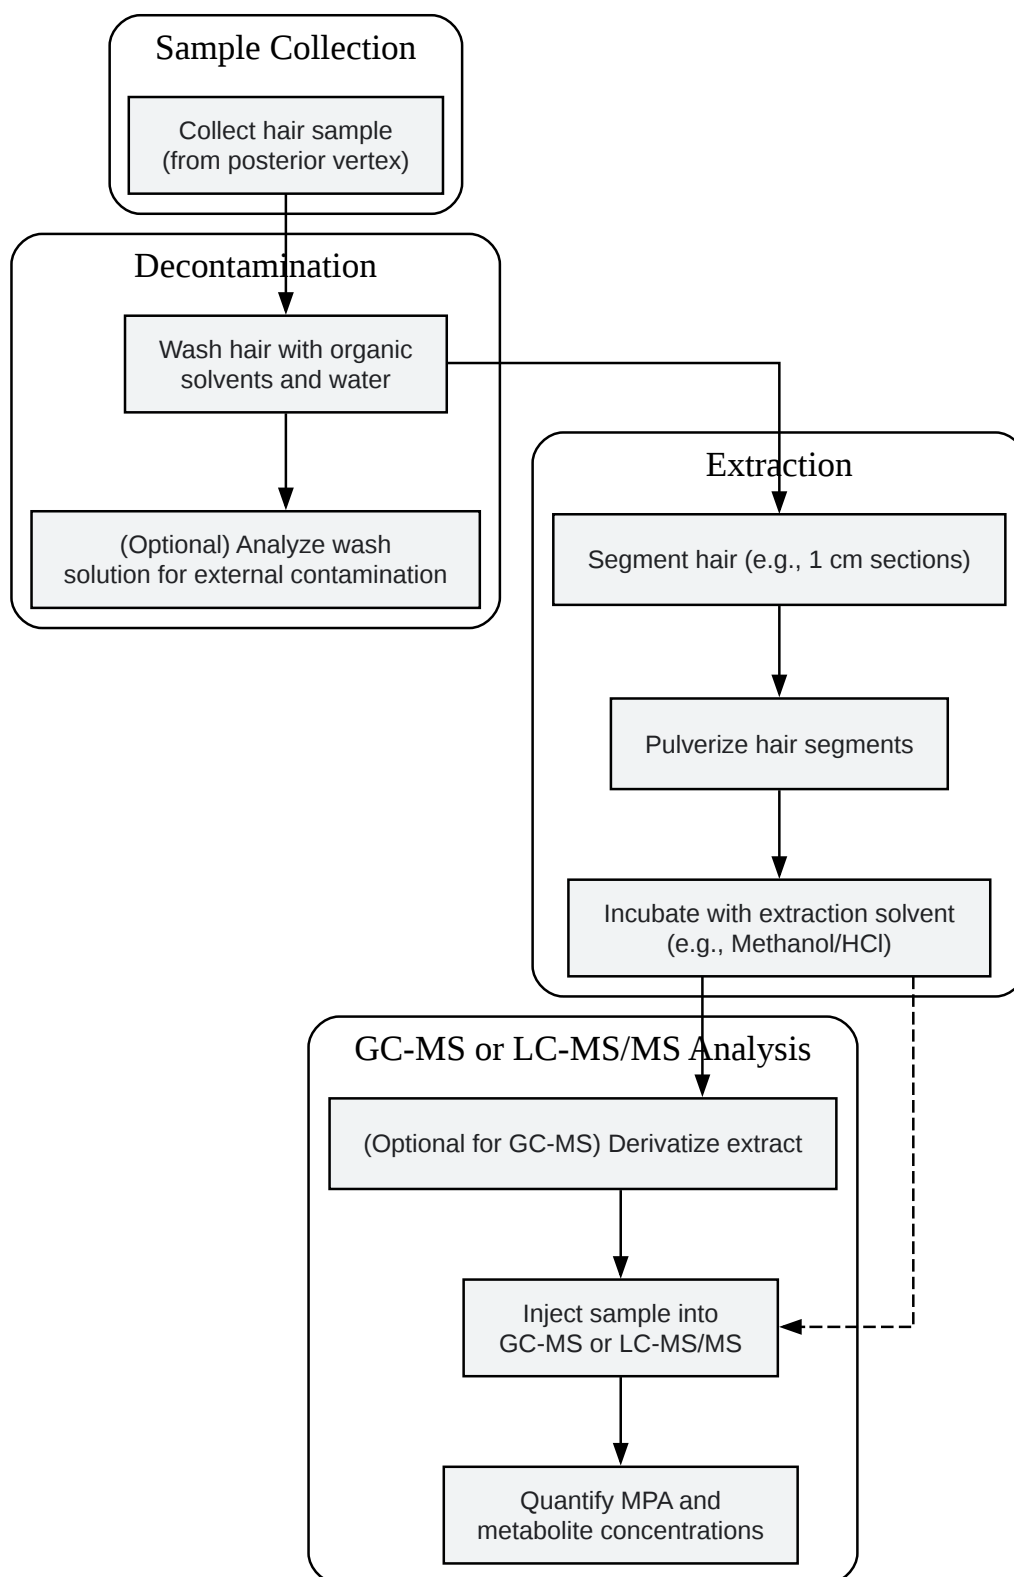 Sample Collection
Collect hair sample
(from posterior vertex)
Decontamination
Wash hair with organic
solvents and water
(Optional) Analyze wash
solution for external contamination
Extraction
Segment hair (e.g., 1 cm sections)
Pulverize hair segments
Incubate with extraction solvent
(e.g., Methanol/HCl)
GC-MS or LC-MS/MS Analysis
(Optional for GC-MS) Derivatize extract
Inject sample into
GC-MS or LC-MS/MS
Quantify MPA and
metabolite concentrations